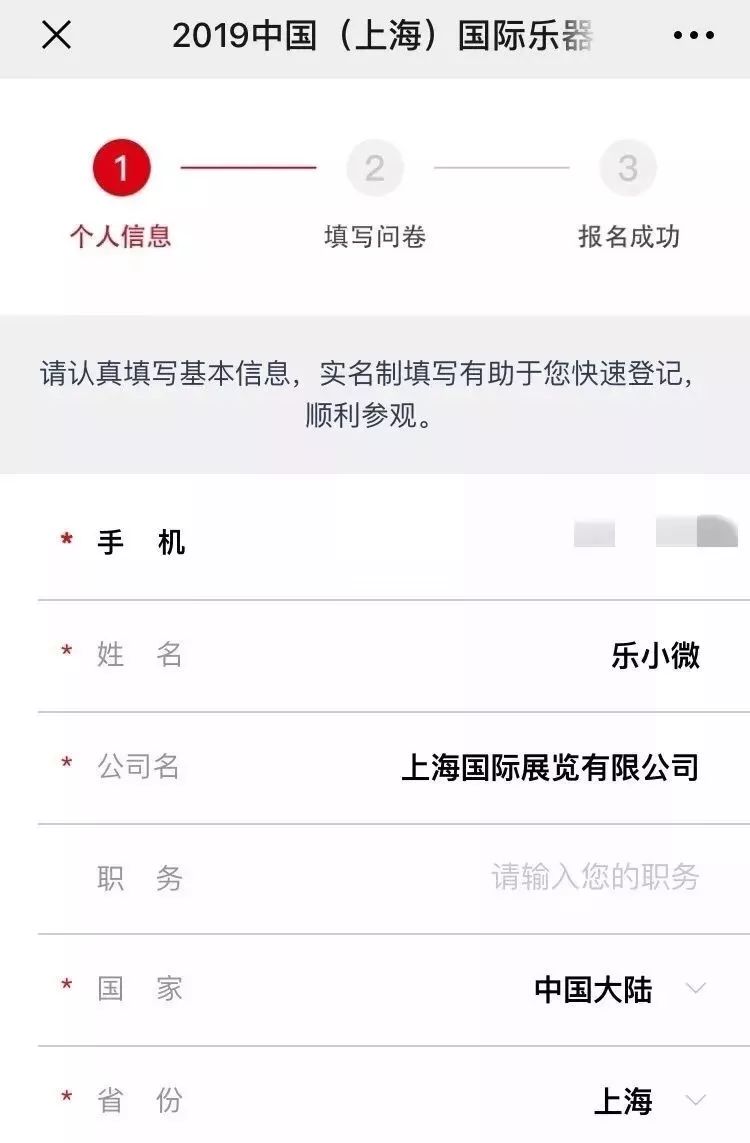 2019中国（上海）国际乐器
1 2 3
个人信息 填写问卷 报名成功
请认真填写基本信息，实名制填写有助于您快速登记，
顺利参观。
* 手 机
* 姓 名 乐小微
* 公司名 上海国际展览有限公司
职 务 请输入您的职务
* 国 家 中国大陆
* 省 份 上海